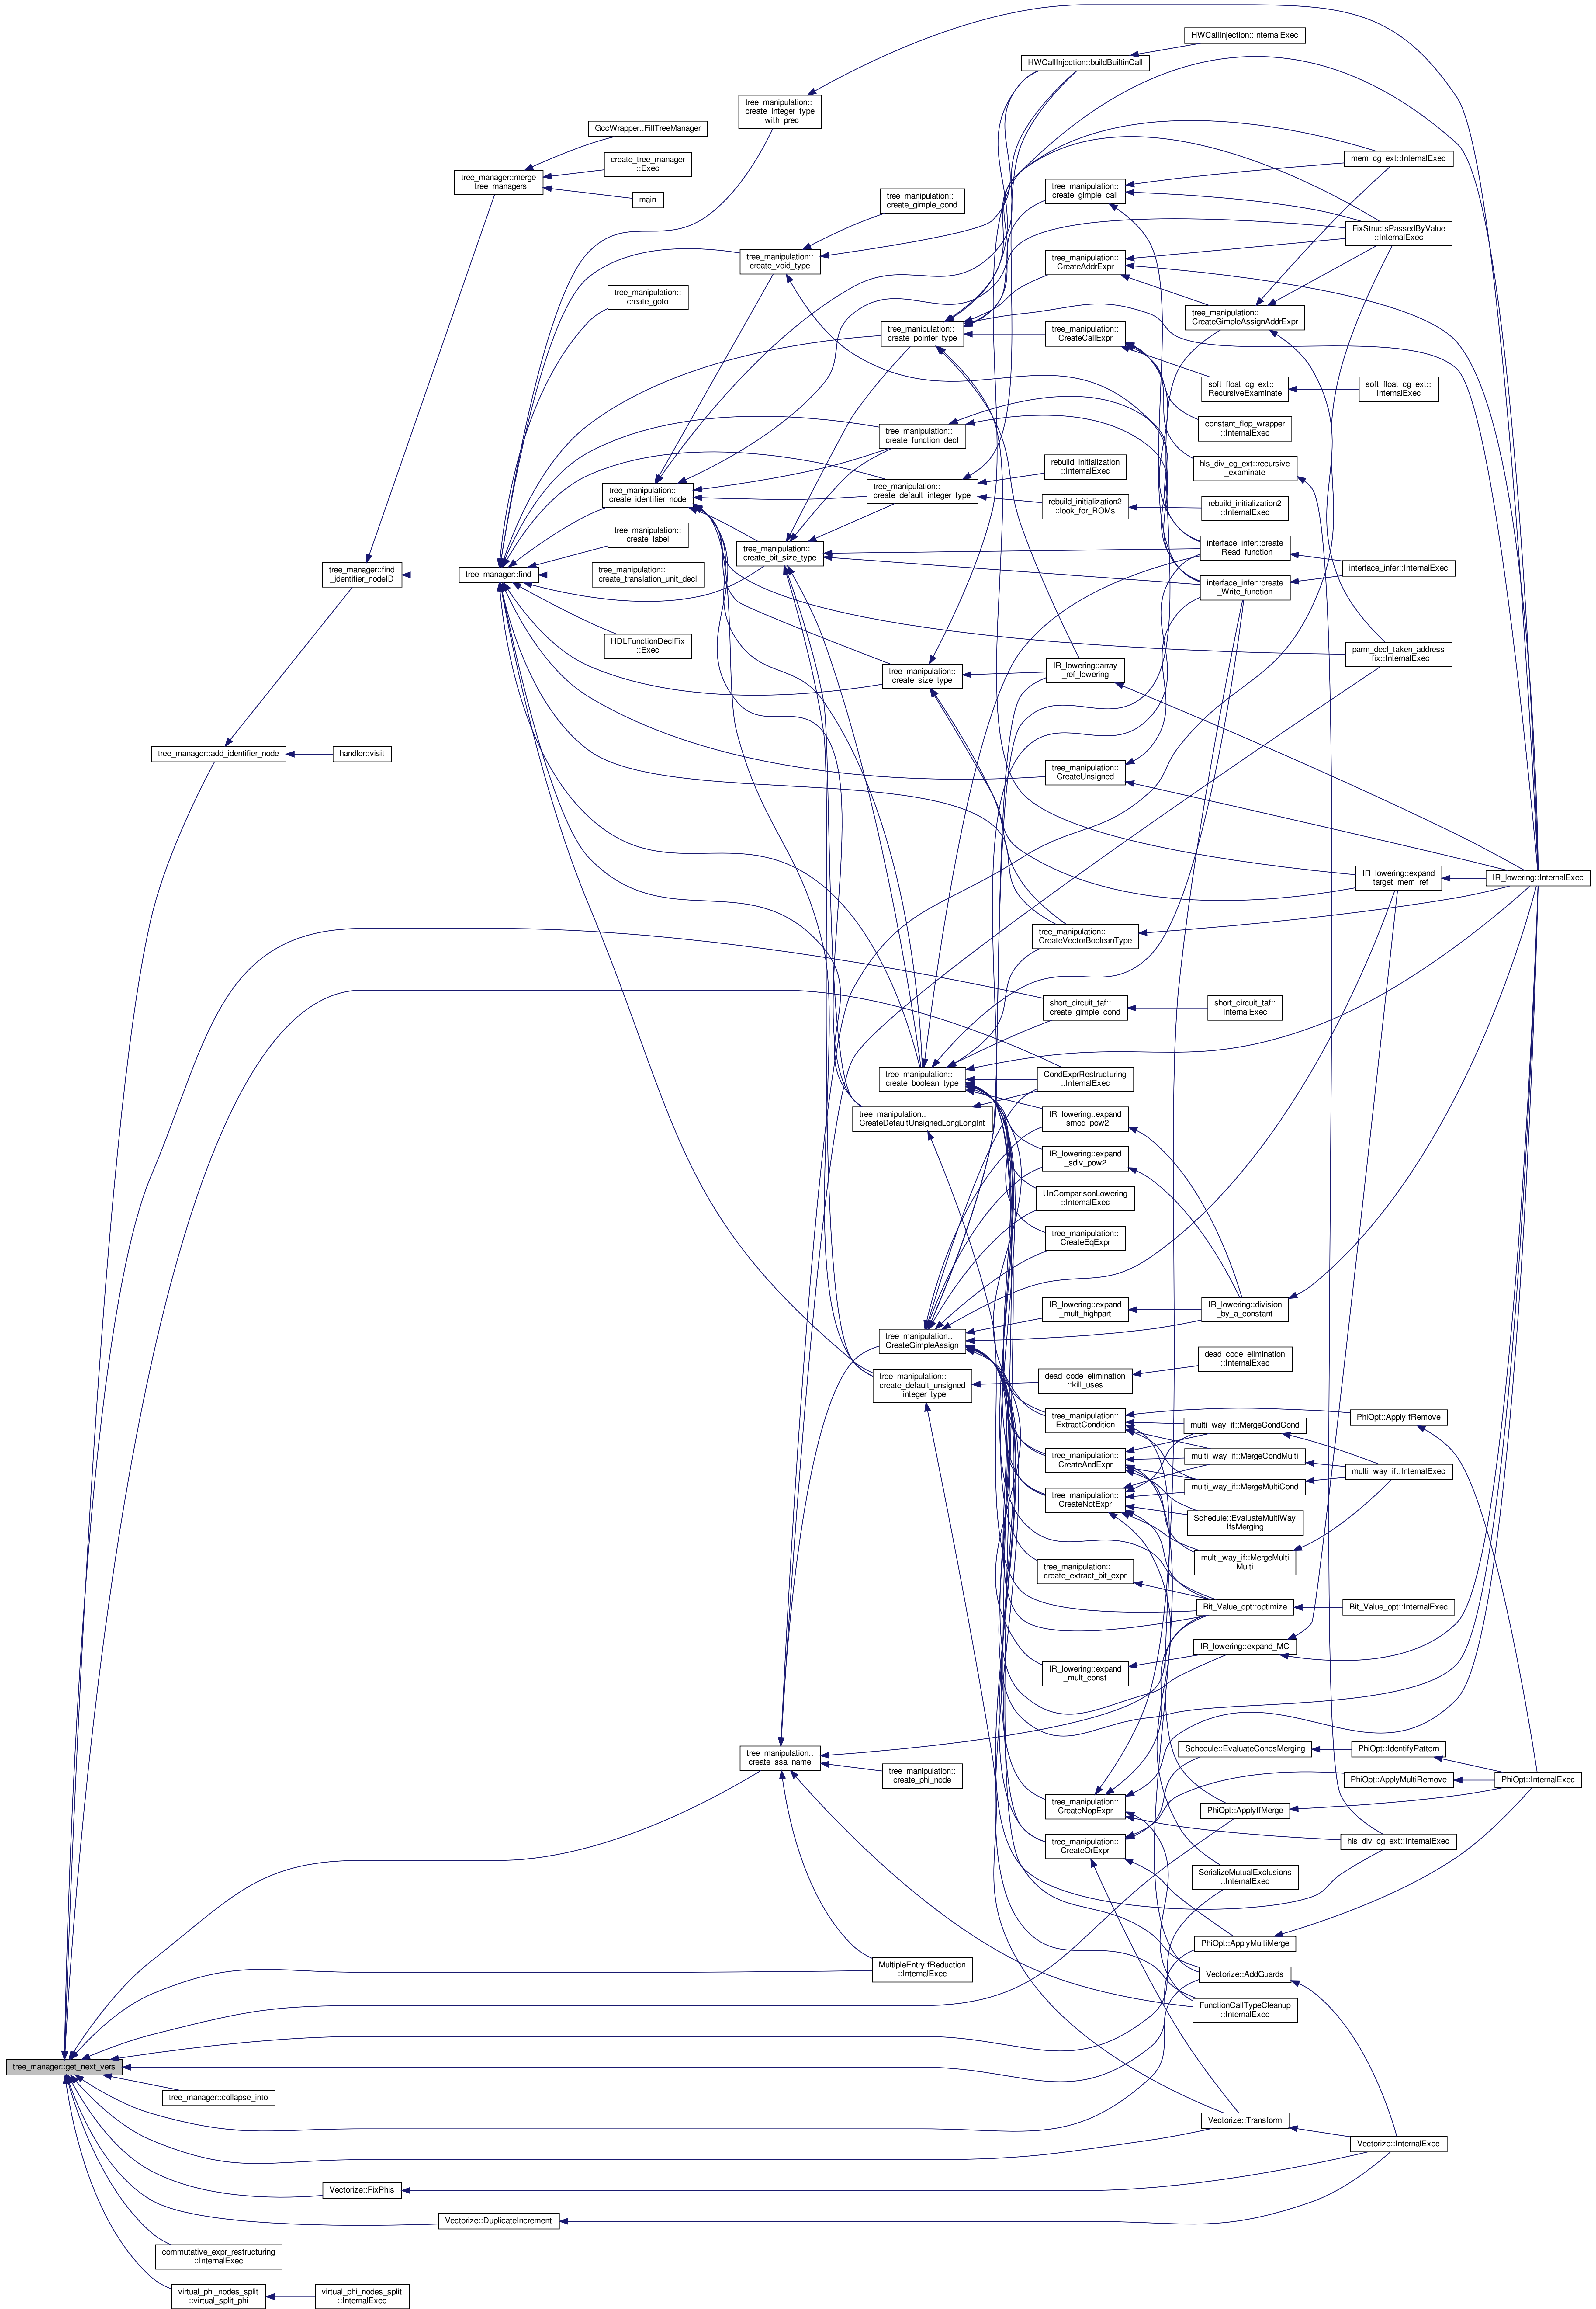 HWCallInjection::InternalExec
HWCallInjection::buildBuiltinCall
tree_manipulation::
create_integer_type
_with_prec
GccWrapper::FillTreeManager
create_tree_manager
::Exec
mem_cg_ext::InternalExec
tree_manager::merge
_tree_managers
main
tree_manipulation::
create_gimple_call
tree_manipulation::
create_gimple_cond
FixStructsPassedByValue
::InternalExec
tree_manipulation::
create_void_type
tree_manipulation::
CreateAddrExpr
tree_manipulation::
create_goto
tree_manipulation::
CreateGimpleAssignAddrExpr
tree_manipulation::
create_pointer_type
tree_manipulation::
CreateCallExpr
soft_float_cg_ext::
RecursiveExaminate
soft_float_cg_ext::
InternalExec
constant_flop_wrapper
::InternalExec
tree_manipulation::
create_function_decl
hls_div_cg_ext::recursive
_examinate
rebuild_initialization
::InternalExec
tree_manipulation::
create_identifier_node
tree_manipulation::
create_default_integer_type
rebuild_initialization2
::look_for_ROMs
rebuild_initialization2
::InternalExec
tree_manipulation::
create_label
tree_manipulation::
create_bit_size_type
interface_infer::create
_Read_function
interface_infer::InternalExec
tree_manager::find
_identifier_nodeID
tree_manager::find
tree_manipulation::
create_translation_unit_decl
interface_infer::create
_Write_function
HDLFunctionDeclFix
::Exec
parm_decl_taken_address
_fix::InternalExec
tree_manipulation::
create_size_type
IR_lowering::array
_ref_lowering
tree_manager::add_identifier_node
handler::visit
tree_manipulation::
CreateUnsigned
IR_lowering::expand
_target_mem_ref
IR_lowering::InternalExec
tree_manipulation::
CreateVectorBooleanType
short_circuit_taf::
create_gimple_cond
short_circuit_taf::
InternalExec
tree_manipulation::
create_boolean_type
CondExprRestructuring
::InternalExec
tree_manipulation::
CreateDefaultUnsignedLongLongInt
IR_lowering::expand
_smod_pow2
IR_lowering::expand
_sdiv_pow2
UnComparisonLowering
::InternalExec
tree_manipulation::
CreateEqExpr
IR_lowering::expand
_mult_highpart
IR_lowering::division
_by_a_constant
tree_manipulation::
CreateGimpleAssign
dead_code_elimination
::InternalExec
tree_manipulation::
create_default_unsigned
_integer_type
dead_code_elimination
::kill_uses
tree_manipulation::
ExtractCondition
PhiOpt::ApplyIfRemove
multi_way_if::MergeCondCond
tree_manipulation::
CreateAndExpr
multi_way_if::MergeCondMulti
multi_way_if::InternalExec
multi_way_if::MergeMultiCond
tree_manipulation::
CreateNotExpr
Schedule::EvaluateMultiWay
IfsMerging
multi_way_if::MergeMulti
Multi
tree_manipulation::
create_extract_bit_expr
Bit_Value_opt::optimize
Bit_Value_opt::InternalExec
IR_lowering::expand_MC
IR_lowering::expand
_mult_const
tree_manipulation::
create_ssa_name
Schedule::EvaluateCondsMerging
PhiOpt::IdentifyPattern
tree_manipulation::
create_phi_node
PhiOpt::ApplyMultiRemove
PhiOpt::InternalExec
tree_manipulation::
CreateNopExpr
PhiOpt::ApplyIfMerge
tree_manipulation::
CreateOrExpr
hls_div_cg_ext::InternalExec
SerializeMutualExclusions
::InternalExec
PhiOpt::ApplyMultiMerge
MultipleEntryIfReduction
::InternalExec
Vectorize::AddGuards
FunctionCallTypeCleanup
::InternalExec
tree_manager::get_next_vers
tree_manager::collapse_into
Vectorize::Transform
Vectorize::InternalExec
Vectorize::FixPhis
Vectorize::DuplicateIncrement
commutative_expr_restructuring
::InternalExec
virtual_phi_nodes_split
::virtual_split_phi
virtual_phi_nodes_split
::InternalExec